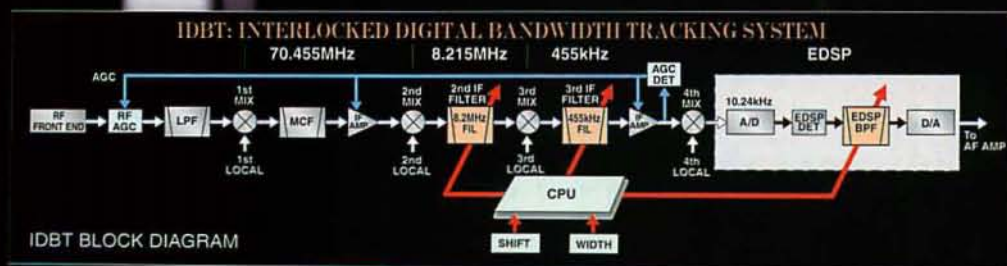 IDBT: INTERLOCKED DIGITAL BANDWIDTH TRACKING SYSTEM
70.455MHz 8.215MHz 455kHz EDSP
AGC
AGC
DET
1st
MIX
2nd
MIX
2nd IF
FILTER
3rd
MIX
3rd IF
FILTER
4th
MIX
10.24kHz
RF
FRONT END
RF
AGC
LPF
MCF
IF
AMP
8.2MHz
FIL
455kHz
FIL
IF
AMP
A/D
EDSP
DET
EDSP
BPF
D/A
To
AF AMP
1st
LOCAL
2nd
LOCAL
3rd
LOCAL
4th
LOCAL
CPU
SHIFT
WIDTH
IDBT BLOCK DIAGRAM